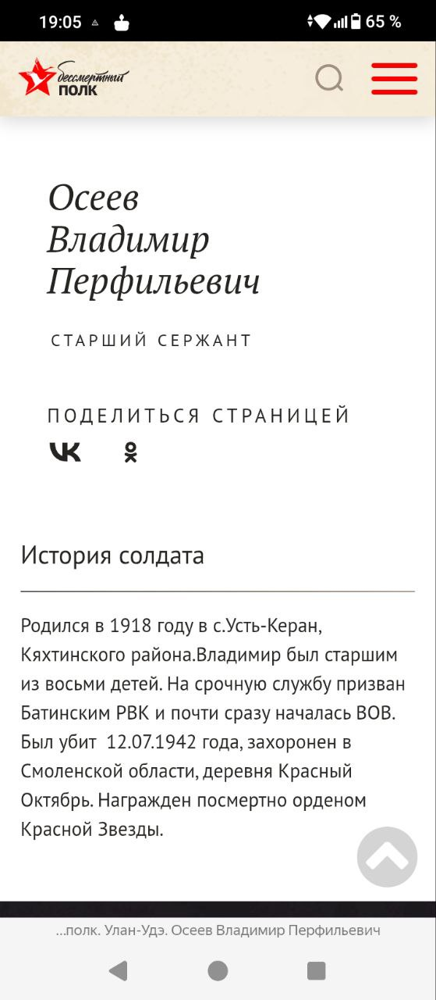 19:05
65 %
бессмертный
ПОЛК
Осеев
Владимир
Перфильевич
СТАРШИЙ СЕРЖАНТ
ПОДЕЛИТЬСЯ СТРАНИЦЕЙ
История солдата
Родился в 1918 году в с.Усть-Керан,
Кяхтинского района.Владимир был старшим
из восьми детей. На срочную службу призван
Батинским РВК и почти сразу началась ВОВ.
Был убит  12.07.1942 года, захоронен в
Смоленской области, деревня Красный
Октябрь. Награжден посмертно орденом
Красной Звезды.
...полк. Улан-Удэ. Осеев Владимир Перфильевич